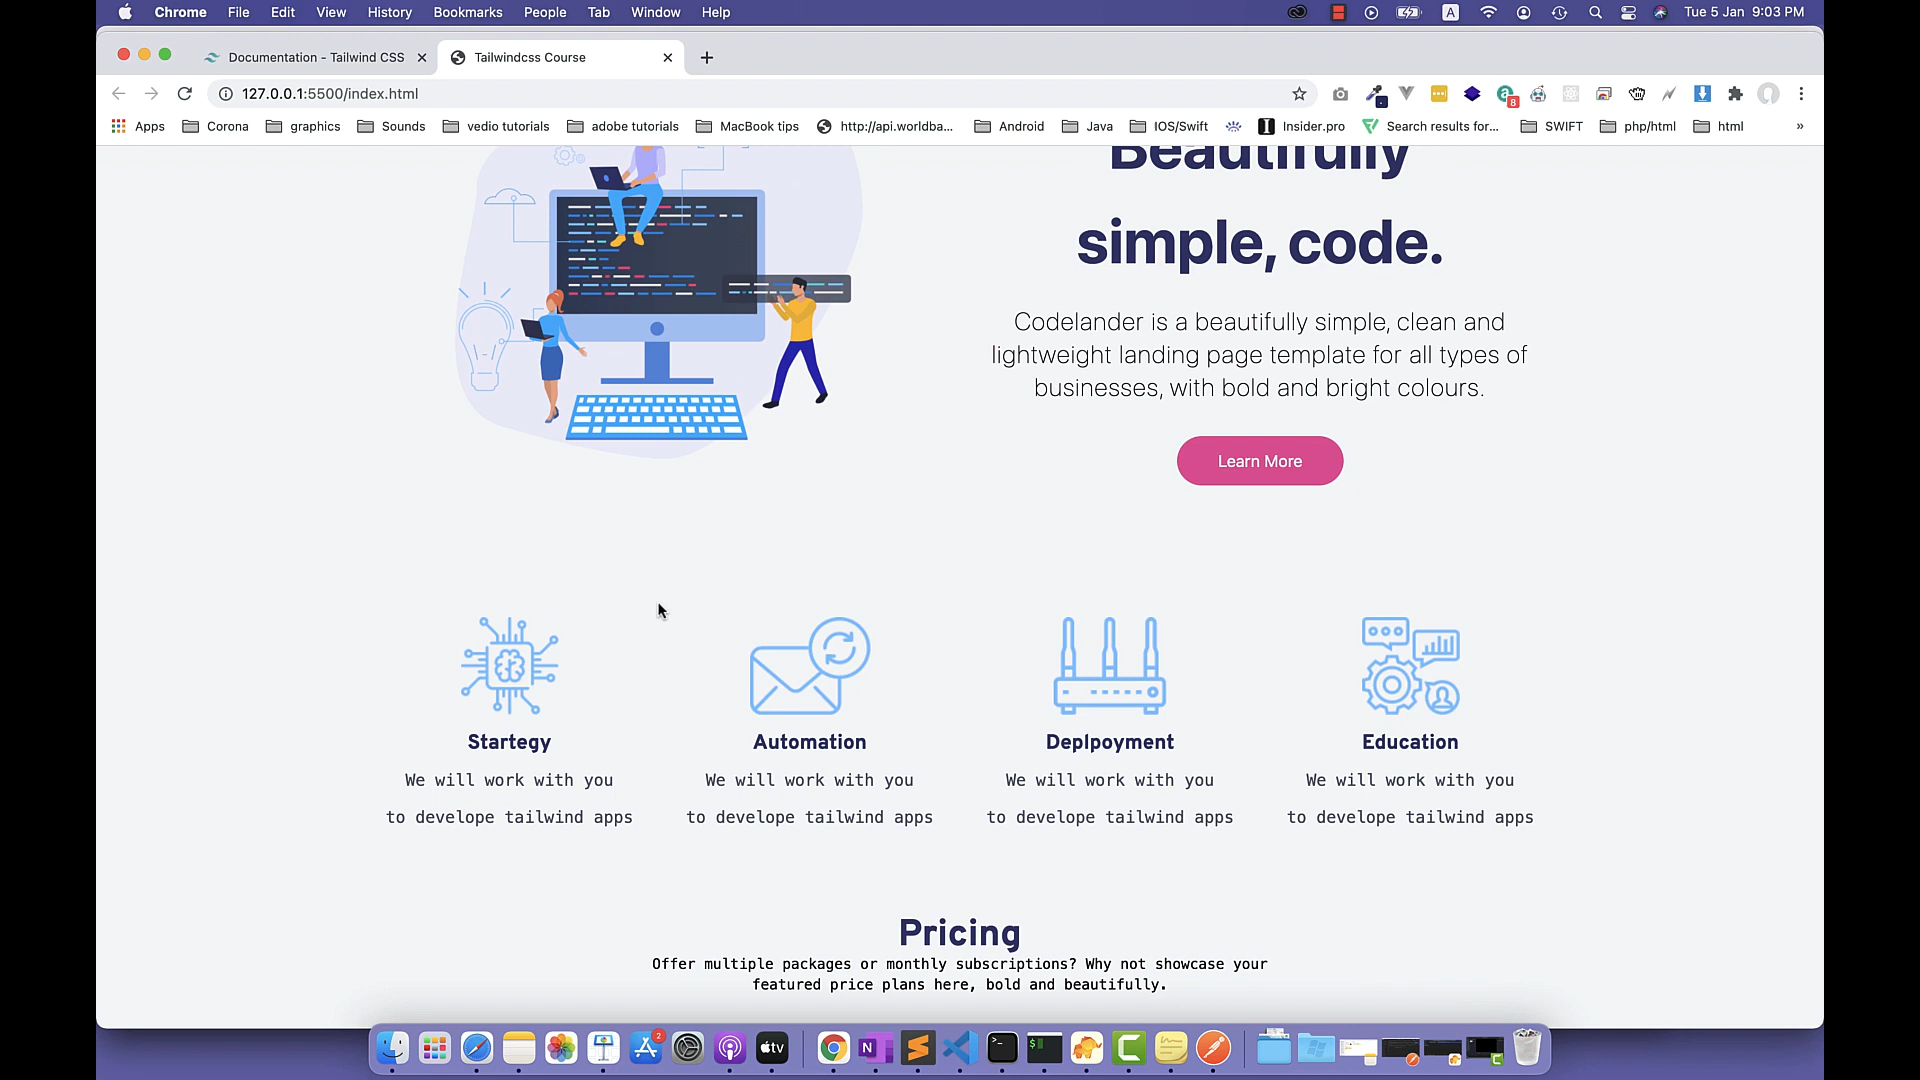 Chrome File Edit View History Bookmarks People Tab Window Help
A
Tue 5 Jan 9:03 PM
Documentation - Tailwind CSS
Tailwindcss Course
127.0.0.1:5500/index.html
8
Apps Corona graphics Sounds vedio tutorials adobe tutorials MacBook tips http://api.worldba... Android Java IOS/Swift Insider.pro Search results for... SWIFT php/html html »
Beautifully
simple, code.
Codelander is a beautifully simple, clean and
lightweight landing page template for all types of
businesses, with bold and bright colours.
Learn More
Startegy
We will work with you
to develope tailwind apps
Automation
We will work with you
to develope tailwind apps
Deplpoyment
We will work with you
to develope tailwind apps
Education
We will work with you
to develope tailwind apps
Pricing
Offer multiple packages or monthly subscriptions? Why not showcase your
featured price plans here, bold and beautifully.
2
tv
N